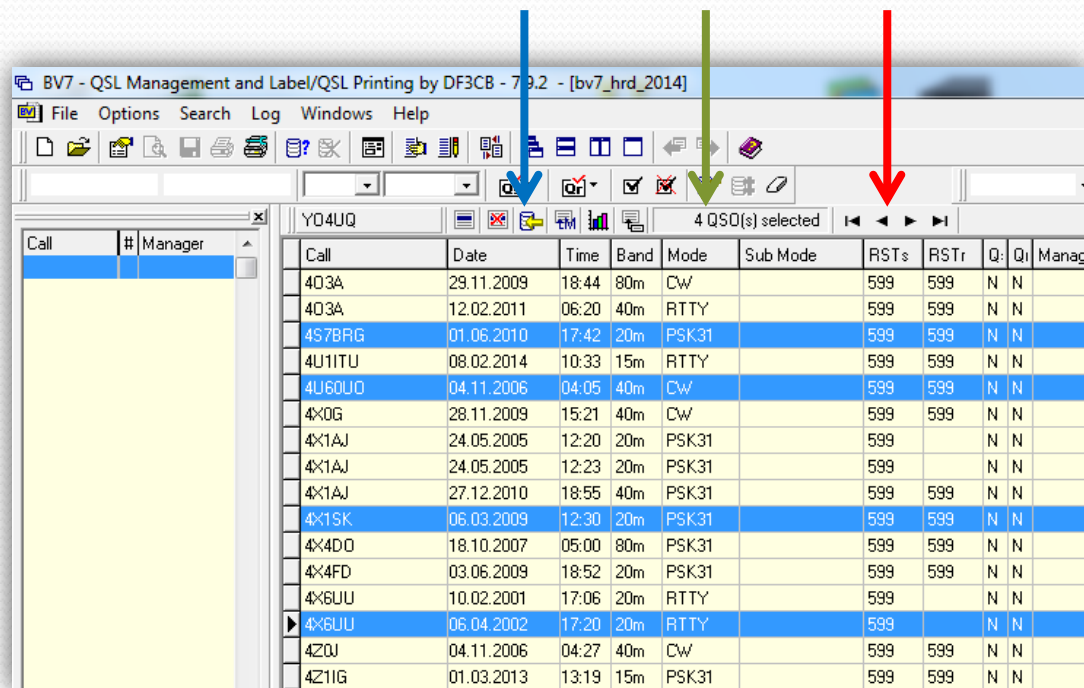 BV7 - QSL Management and Label/QSL Printing by DF3CB - 7.9.2 - [bv7_hrd_2014]
File Options Search Log Windows Help
YO4UQ 4 QSO(s) selected
Call # Manager
Call Date Time Band Mode Sub Mode RSTs RSTr
4O3A 29.11.2009 18:44 80m CW 599 599 N N
4O3A 12.02.2011 06:20 40m RTTY 599 599 N N
4S7BRG 01.06.2010 17:42 20m PSK31 599 599 N N
4U1ITU 08.02.2014 10:33 15m RTTY 599 599 N N
4U60UO 04.11.2006 04:05 40m CW 599 599 N N
4X0G 28.11.2009 15:21 40m CW 599 599 N N
4X1AJ 24.05.2005 12:20 20m PSK31 599 N N
4X1AJ 24.05.2005 12:23 20m PSK31 599 N N
4X1AJ 27.12.2010 18:55 40m PSK31 599 599 N N
4X1SK 06.03.2009 12:30 20m PSK31 599 599 N N
4X4DO 18.10.2007 05:00 80m PSK31 599 599 N N
4X4FD 03.06.2009 18:52 20m PSK31 599 599 N N
4X6UU 10.02.2001 17:06 20m RTTY 599 N N
4X6UU 06.04.2002 17:20 20m RTTY 599 N N
4Z0J 04.11.2006 04:27 40m CW 599 599 N N
4Z1IG 01.03.2013 13:19 15m PSK31 599 599 N N